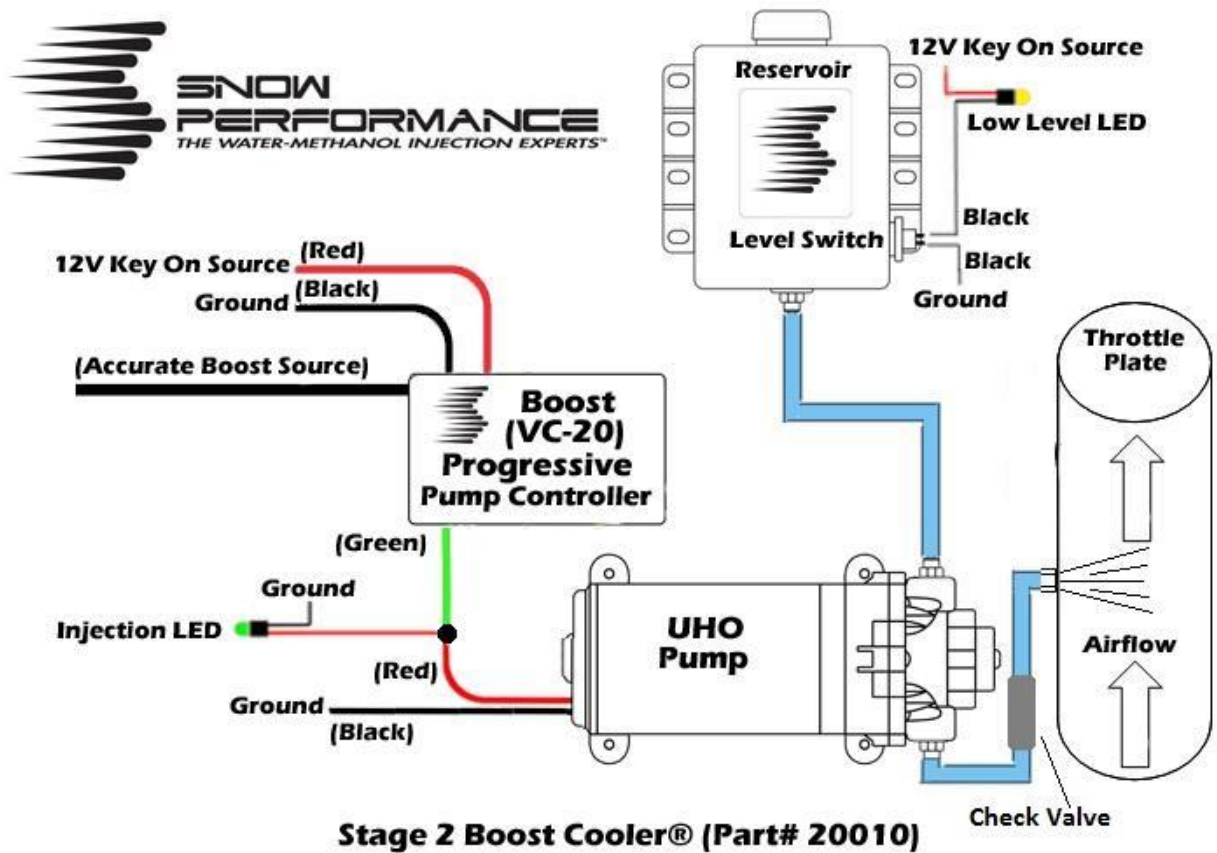 SNOW
PERFORMANCE
THE WATER-METHANOL INJECTION EXPERTS™
Reservoir
Level Switch
12V Key On Source
Low Level LED
Black
Black
Ground
12V Key On Source
(Red)
Ground
(Black)
(Accurate Boost Source)
Boost
(VC-20)
Progressive
Pump Controller
(Green)
Ground
Injection LED
(Red)
Ground
(Black)
UHO
Pump
Throttle
Plate
Airflow
Check Valve
Stage 2 Boost Cooler® (Part# 20010)